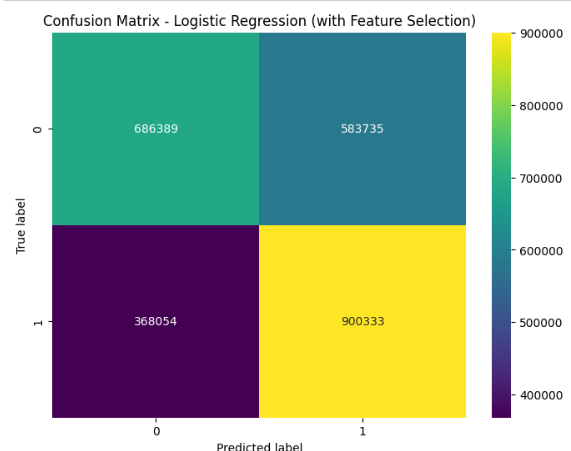 Confusion Matrix - Logistic Regression (with Feature Selection)
900000
0 686389 583735
800000
700000
True label
600000
1 368054 900333
500000
400000
0 1
Predicted label